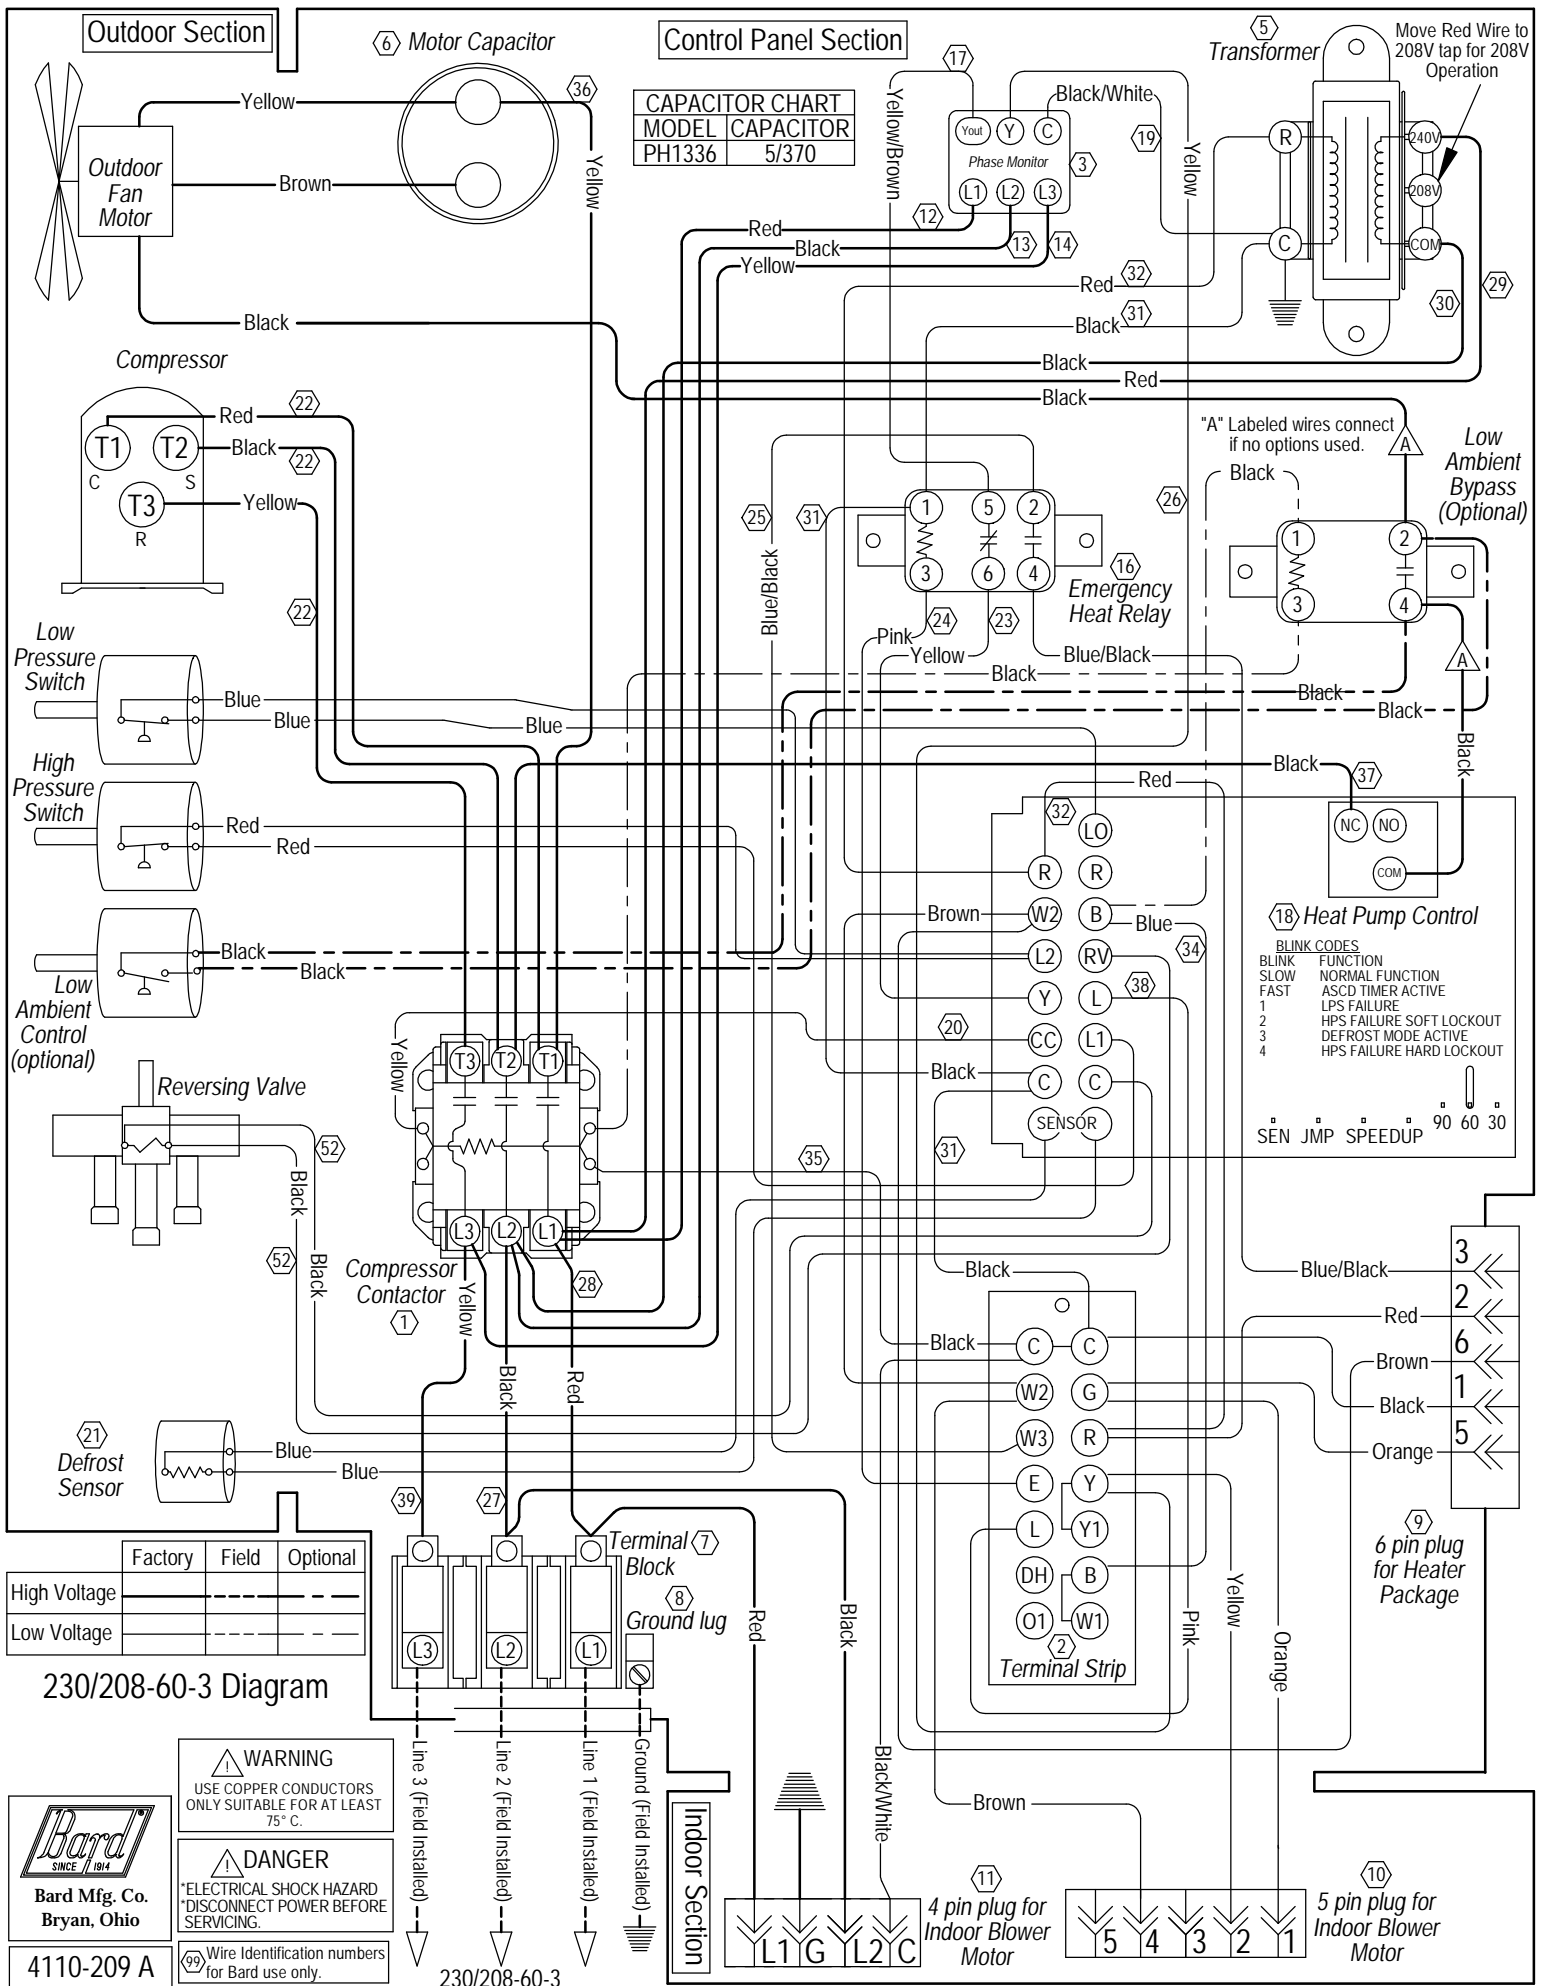 Outdoor Section
6
Motor Capacitor
Control Panel Section
5
Transformer
Move Red Wire to
208V tap for 208V
Operation
17
36
Yellow
CAPACITOR CHART
MODEL CAPACITOR
PH1336 5/370
Yellow/Brown
Black/White
19
Yellow
Yout Y C
Phase Monitor
3
L1 L2 L3
R
C
240V
208V
COM
Outdoor
Fan
Motor
Brown
Yellow
12
13
14
Red
Black
Yellow
32
Red
31
Black
30
29
Black
Black
Red
Black
Compressor
T1
T2
T3
C
S
R
Red
22
Black
22
Yellow
22
"A" Labeled wires connect
if no options used.
A
Low
Ambient
Bypass
(Optional)
Black
25
31
26
Blue/Black
1 5 2
3 6 4
16
Emergency
Heat Relay
1 2
3 4
Pink
24
23
Yellow
Blue/Black
Black
Black
Black
A
Black
Low
Pressure
Switch
Blue
Blue
Blue
High
Pressure
Switch
Red
Red
Black
37
Red
32
NC NO
COM
LO
R R
W2 B
L2 RV
Y L
CC L1
C C
SENSOR
Brown
Blue
34
38
20
Black
31
35
18
Heat Pump Control
BLINK CODES
BLINK FUNCTION
SLOW NORMAL FUNCTION
FAST ASCD TIMER ACTIVE
1 LPS FAILURE
2 HPS FAILURE SOFT LOCKOUT
3 DEFROST MODE ACTIVE
4 HPS FAILURE HARD LOCKOUT
SEN JMP SPEEDUP 90 60 30
Low
Ambient
Control
(optional)
Black
Black
Reversing Valve
52
Black
52
Black
Yellow
T3 T2 T1
L3 L2 L1
Compressor
Contactor
1
Yellow
28
Black
Red
Black
Black
C C
W2 G
W3 R
E Y
L Y1
DH B
O1 W1
2
Terminal Strip
3
Blue/Black
2
Red
6
Brown
1
Black
5
Orange
9
6 pin plug
for Heater
Package
21
Defrost
Sensor
Blue
Blue
39
27
Terminal
Block
7
8
Ground lug
L3 L2 L1
Red
Black
Yellow
Pink
Orange
Factory Field Optional
High Voltage
Low Voltage
230/208-60-3 Diagram
WARNING
USE COPPER CONDUCTORS
ONLY SUITABLE FOR AT LEAST
75° C.
DANGER
*ELECTRICAL SHOCK HAZARD
*DISCONNECT POWER BEFORE
SERVICING.
99 Wire Identification numbers
for Bard use only.
Bard®
SINCE 1914
Bard Mfg. Co.
Bryan, Ohio
4110-209 A
Line 3 (Field Installed)
Line 2 (Field Installed)
Line 1 (Field Installed)
Ground (Field Installed)
230/208-60-3
Indoor Section
Black/White
Brown
L1 G L2 C
11
4 pin plug for
Indoor Blower
Motor
5 4 3 2 1
10
5 pin plug for
Indoor Blower
Motor